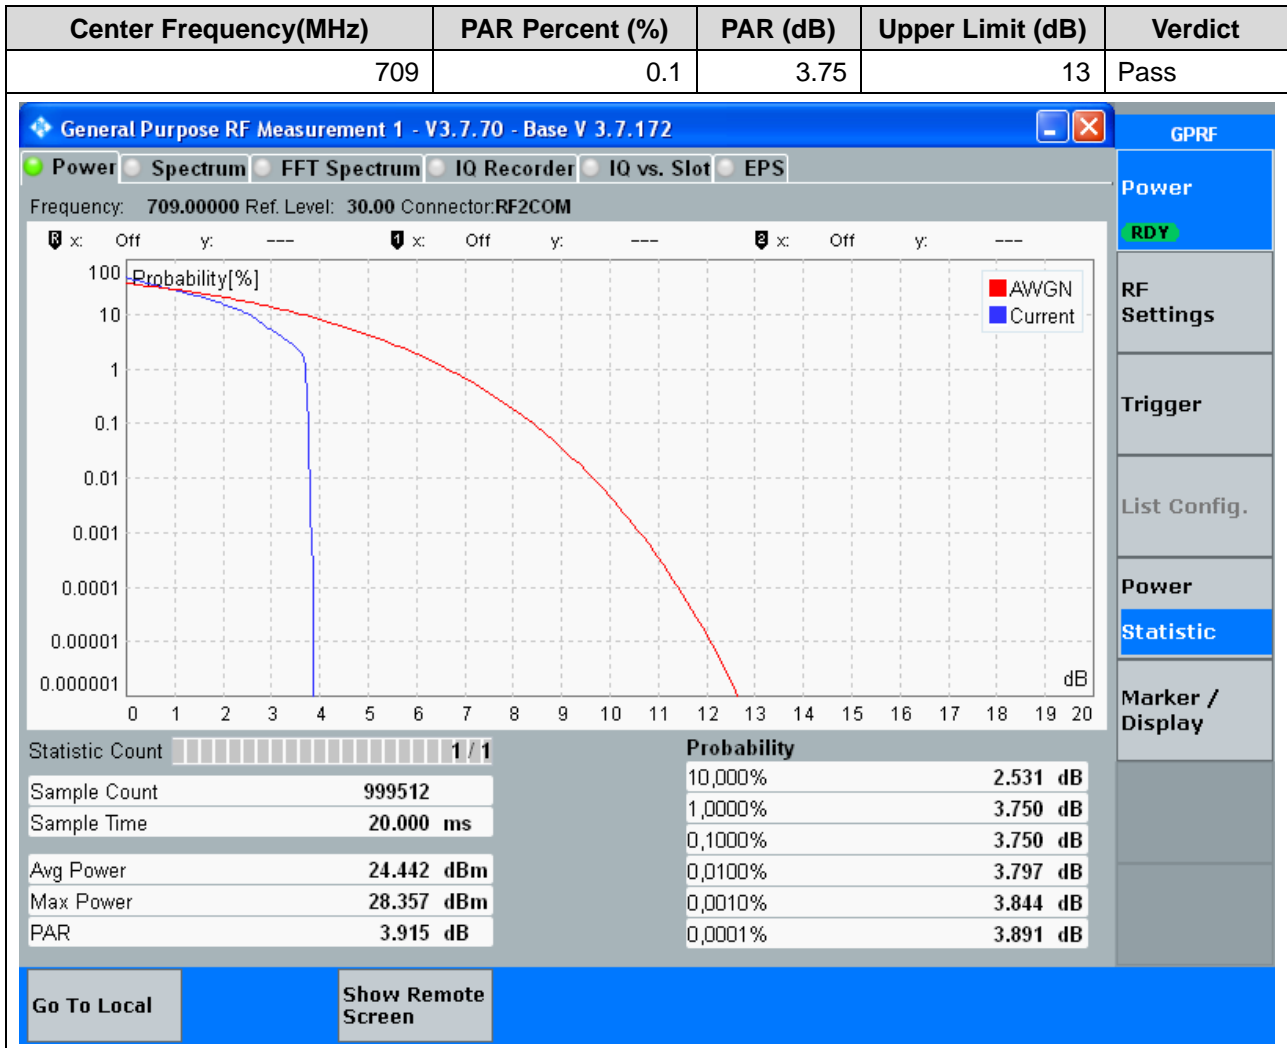 Center Frequency(MHz) PAR Percent (%) PAR (dB) Upper Limit (dB) Verdict
709 0.1 3.75 13 Pass
General Purpose RF Measurement 1 - V3.7.70 - Base V 3.7.172
GPRF
Power Spectrum FFT Spectrum IQ Recorder IQ vs. Slot EPS
Power
RDY
Frequency: 709.00000 Ref. Level: 30.00 Connector:RF2COM
R x: Off y: --- 1 x: Off y: --- 2 x: Off y: ---
Probability[%]
AWGN
Current
100
10
1
0.1
0.01
0.001
0.0001
0.00001
0.000001
dB
0 1 2 3 4 5 6 7 8 9 10 11 12 13 14 15 16 17 18 19 20
RF
Settings
Trigger
List Config.
Power
Statistic
Marker /
Display
Statistic Count 1 / 1
Sample Count 999512
Sample Time 20.000 ms
Avg Power 24.442 dBm
Max Power 28.357 dBm
PAR 3.915 dB
Probability
10,000% 2.531 dB
1,0000% 3.750 dB
0,1000% 3.750 dB
0,0100% 3.797 dB
0,0010% 3.844 dB
0,0001% 3.891 dB
Go To Local
Show Remote
Screen